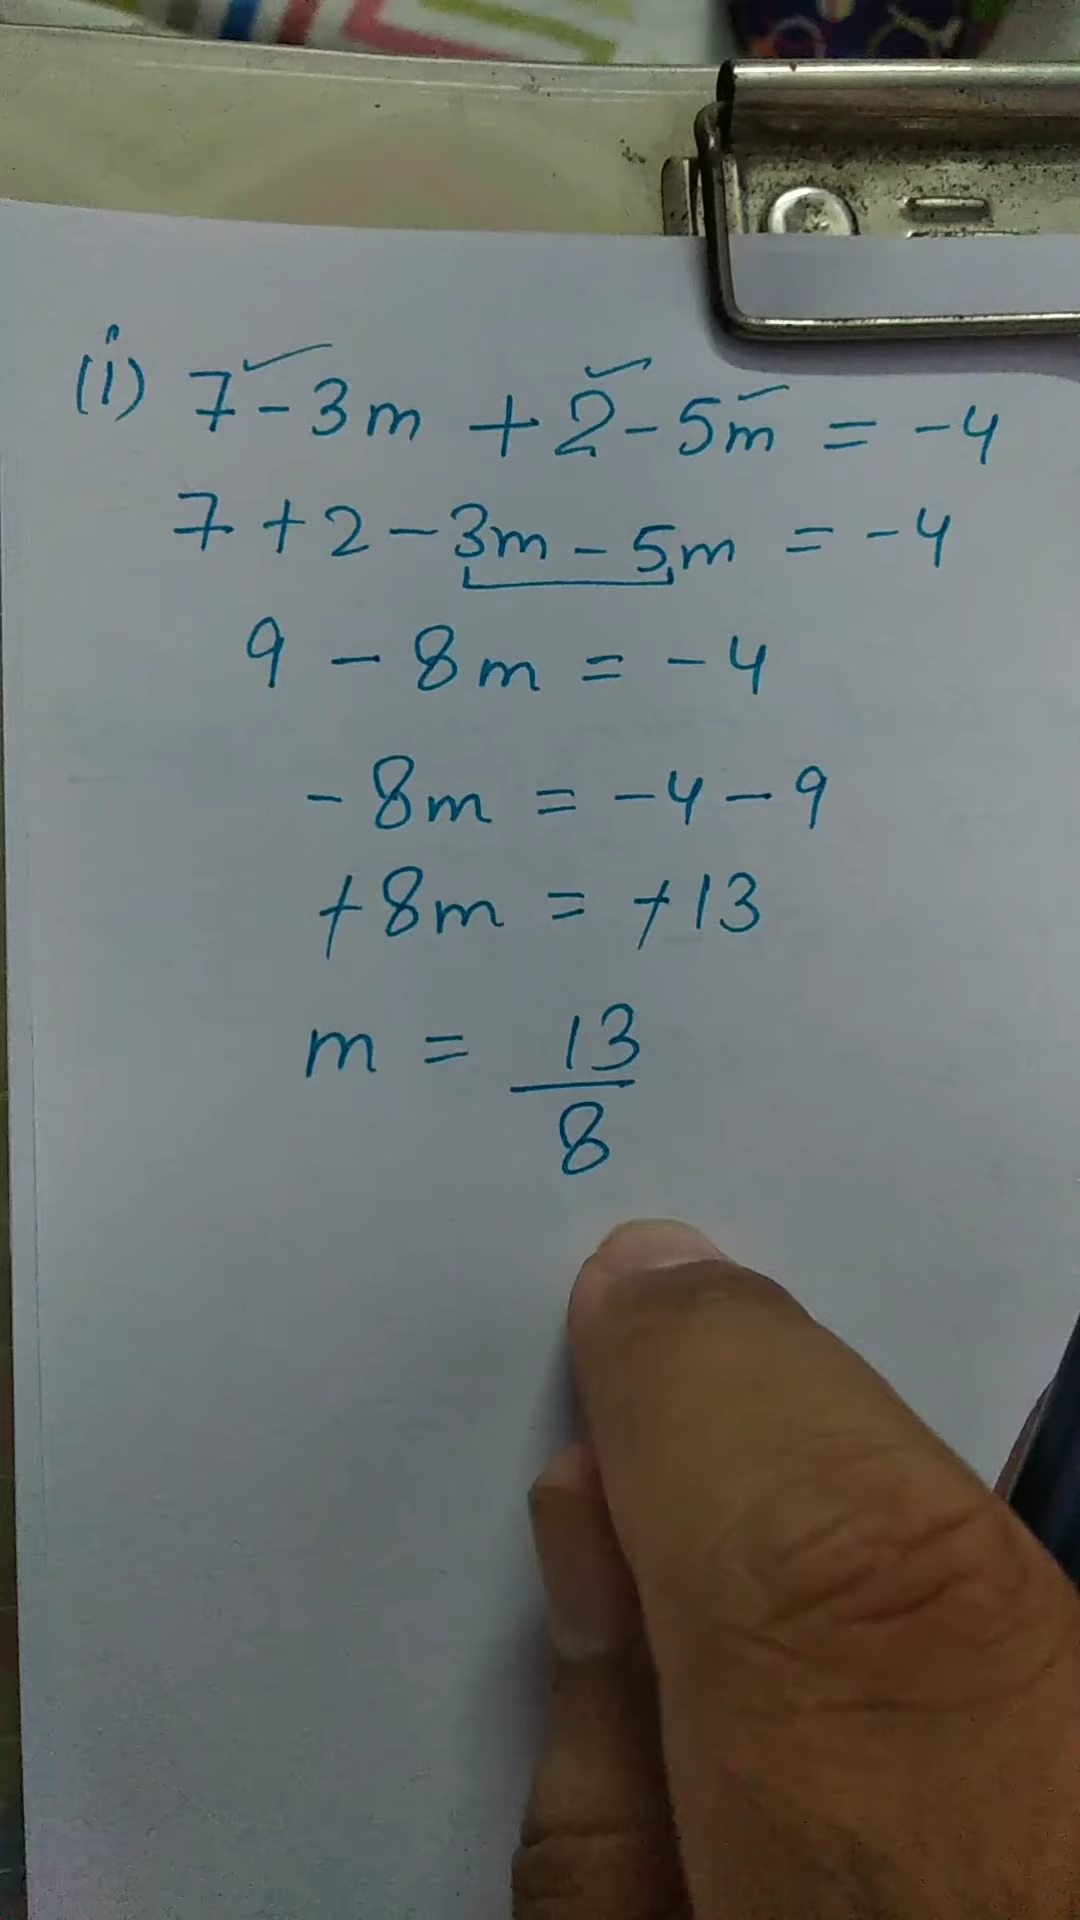 (i) 7 - 3m + 2 - 5m = -4
7 + 2 - 3m - 5m = -4
9 - 8m = -4
-8m = -4 - 9
+8m = +13
m = 13/8